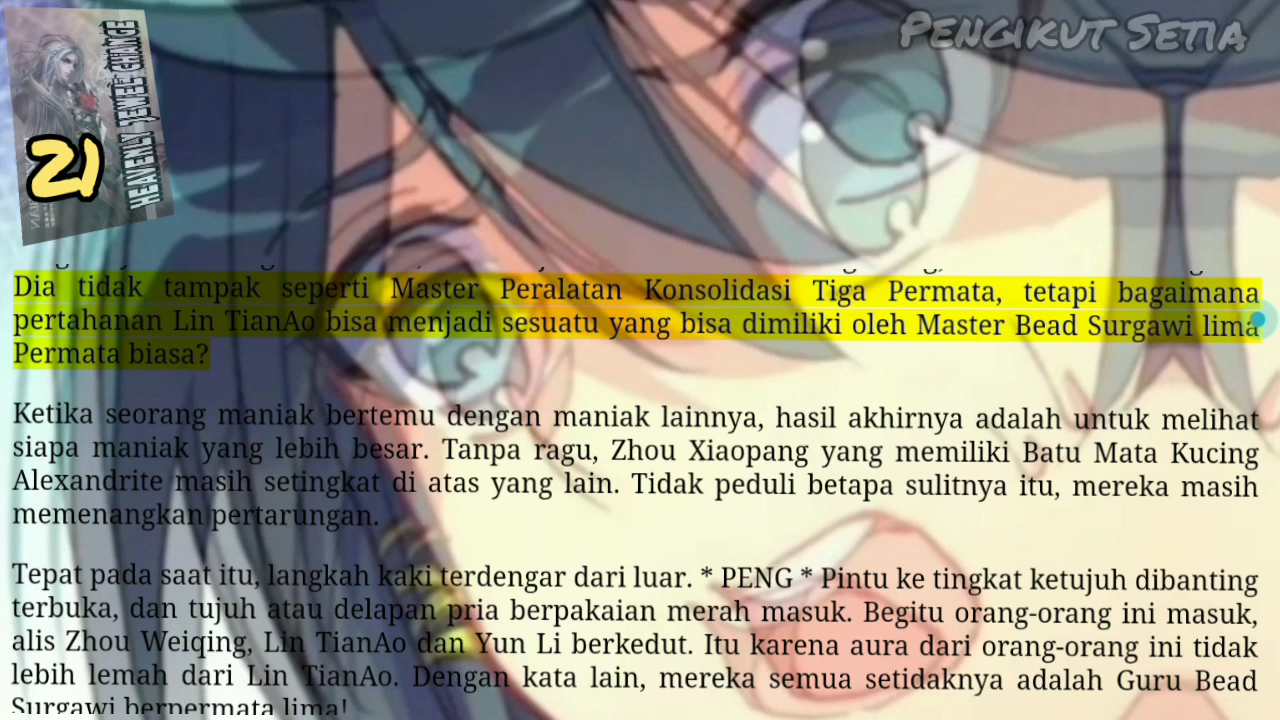 Pengikut Setia
HEAVENLY JEWEL CHANGE
21
Dia tidak tampak seperti Master Peralatan Konsolidasi Tiga Permata, tetapi bagaimana
pertahanan Lin TianAo bisa menjadi sesuatu yang bisa dimiliki oleh Master Bead Surgawi lima
Permata biasa?
Ketika seorang maniak bertemu dengan maniak lainnya, hasil akhirnya adalah untuk melihat
siapa maniak yang lebih besar. Tanpa ragu, Zhou Xiaopang yang memiliki Batu Mata Kucing
Alexandrite masih setingkat di atas yang lain. Tidak peduli betapa sulitnya itu, mereka masih
memenangkan pertarungan.
Tepat pada saat itu, langkah kaki terdengar dari luar. * PENG * Pintu ke tingkat ketujuh dibanting
terbuka, dan tujuh atau delapan pria berpakaian merah masuk. Begitu orang-orang ini masuk,
alis Zhou Weiqing, Lin TianAo dan Yun Li berkedut. Itu karena aura dari orang-orang ini tidak
lebih lemah dari Lin TianAo. Dengan kata lain, mereka semua setidaknya adalah Guru Bead
Surgawi berpermata lima!